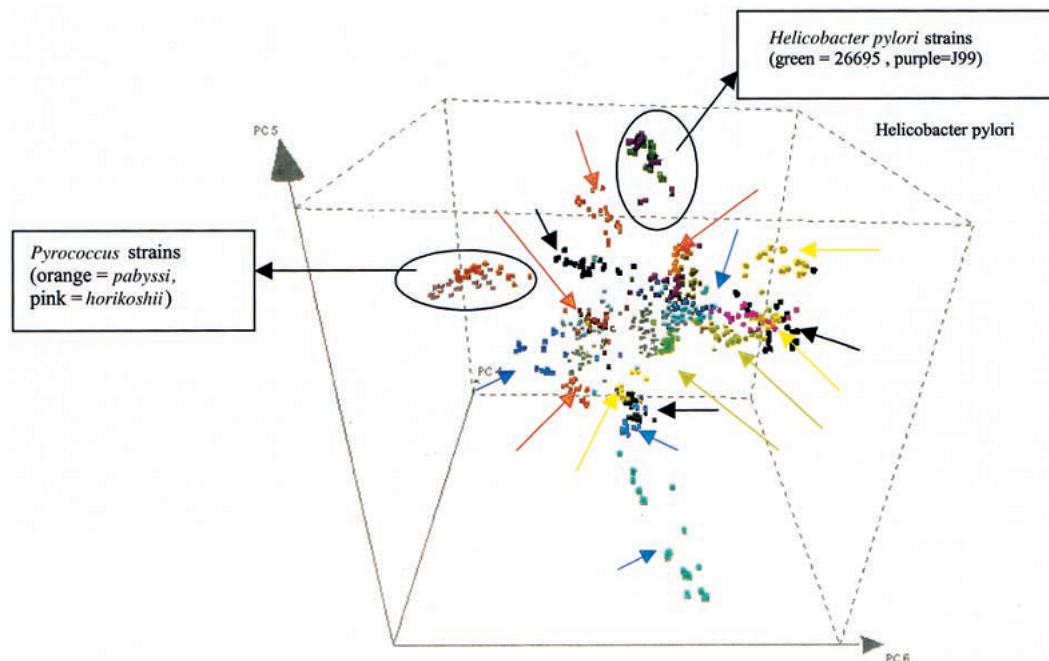 Helicobacter pylori strains
(green = 26695 , purple=J99)
Helicobacter pylori
PC5
Pyrococcus strains
(orange = pabyssi,
pink = horikoshii)
PC4
PC6